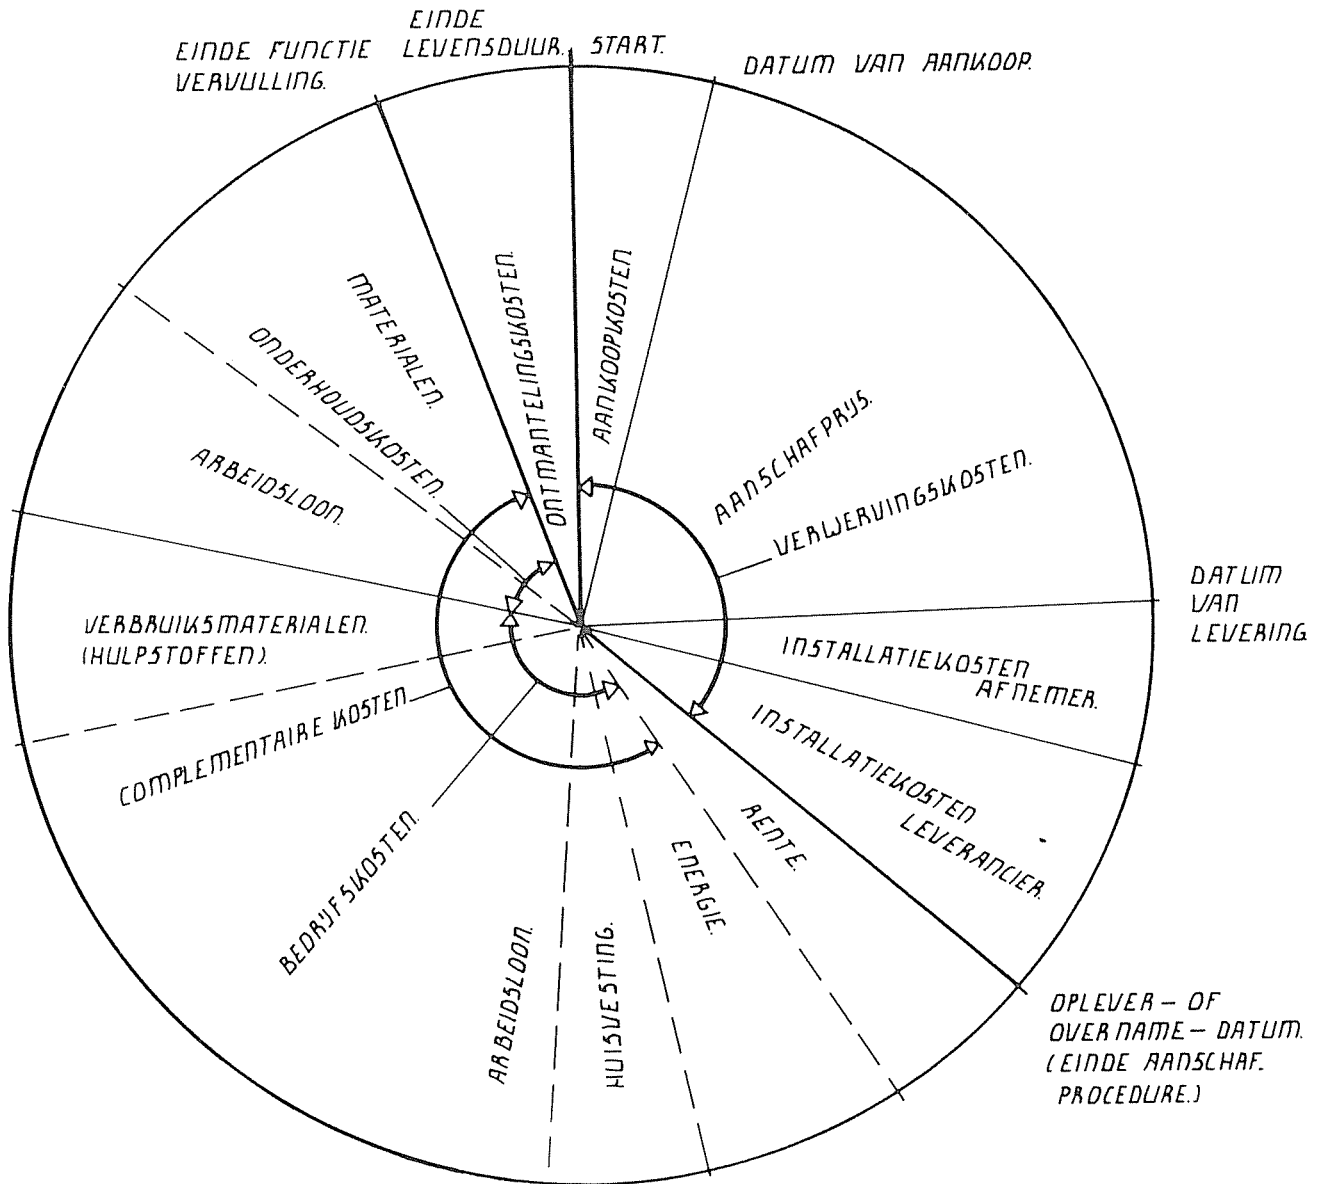 EINDE FUNCTIE
VERVULLING.
EINDE
LEVENSDUUR.
START.
DATUM VAN AANKOOP.
MATERIALEN.
ONDERHOUDSKOSTEN.
ARBEIDSLOON.
ONTMANTELINGSKOSTEN.
AANKOOPKOSTEN
AANSCHAFPRIJS.
VERWERVINGSKOSTEN.
DATUM
VAN
LEVERING
INSTALLATIEKOSTEN
AFNEMER.
INSTALLATIEKOSTEN
LEVERANCIER.
VERBRUIKSMATERIALEN.
(HULPSTOFFEN).
COMPLEMENTAIRE KOSTEN
BEDRIJFSKOSTEN.
ARBEIDSLOON.
HUISVESTING.
ENERGIE.
RENTE.
OPLEVER - OF
OVERNAME - DATUM.
(EINDE AANSCHAF.
PROCEDURE.)